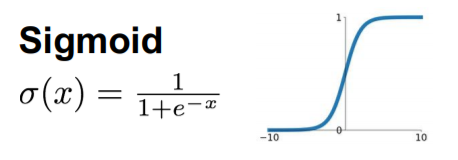 Sigmoid
σ(x) = 1/(1+e^−x)
1
0
−10
10